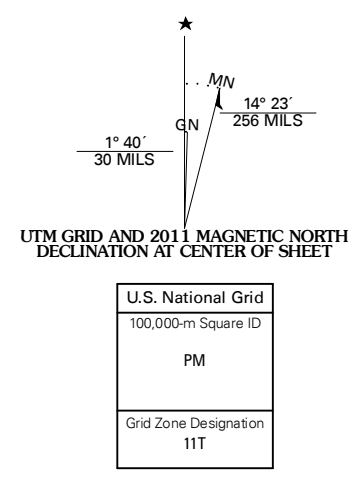 MN
14° 23´
256 MILS
GN
1° 40´
30 MILS
UTM GRID AND 2011 MAGNETIC NORTH
DECLINATION AT CENTER OF SHEET
U.S. National Grid
100,000-m Square ID
PM
Grid Zone Designation
11T